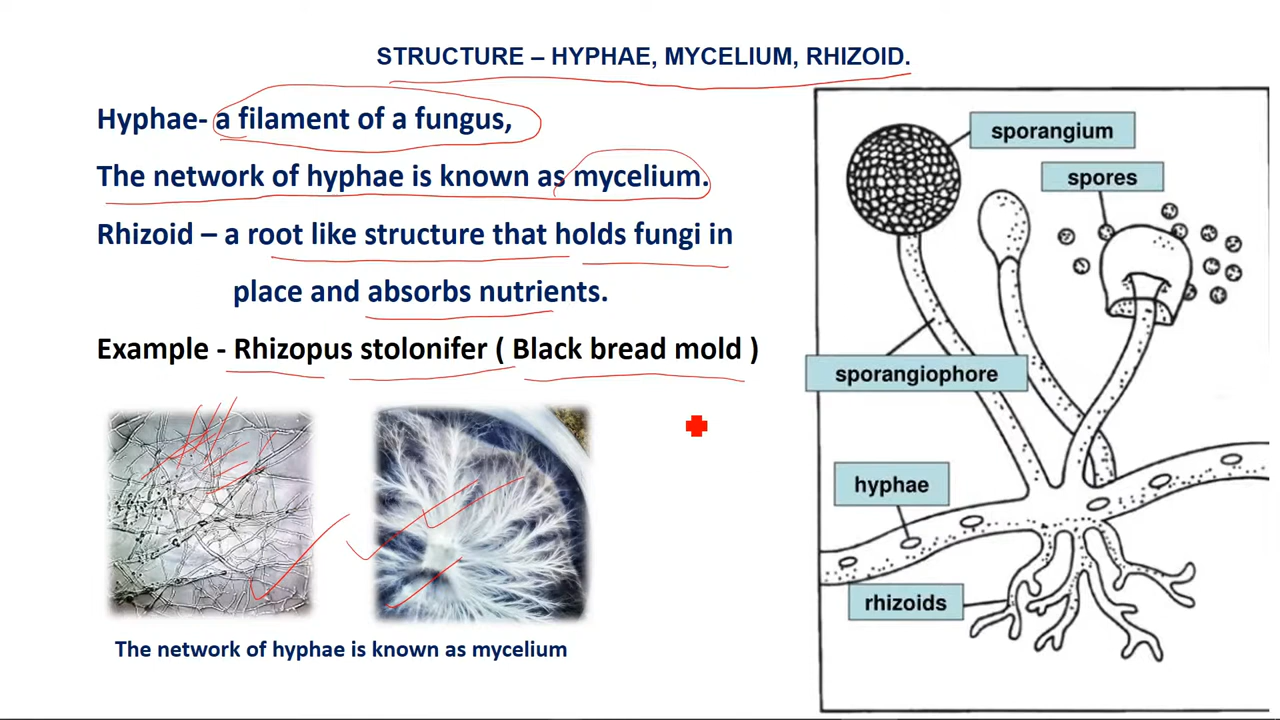 STRUCTURE – HYPHAE, MYCELIUM, RHIZOID.
Hyphae- a filament of a fungus,
The network of hyphae is known as mycelium.
Rhizoid – a root like structure that holds fungi in
place and absorbs nutrients.
Example - Rhizopus stolonifer ( Black bread mold )
The network of hyphae is known as mycelium
sporangium
spores
sporangiophore
hyphae
rhizoids